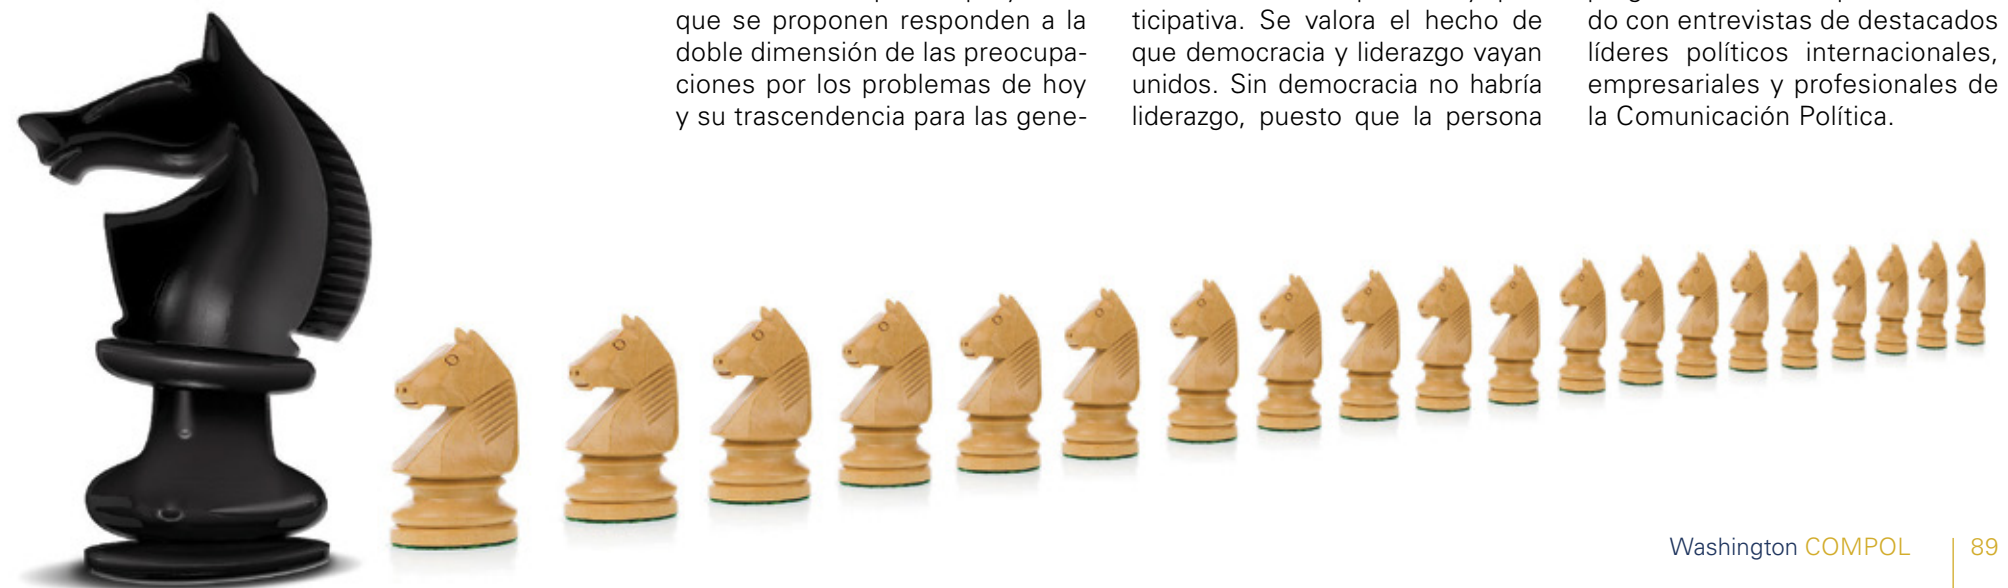 que se proponen responden a la
doble dimensión de las preocupa-
ciones por los problemas de hoy
y su trascendencia para las gene-
ticipativa. Se valora el hecho de
que democracia y liderazgo vayan
unidos. Sin democracia no habría
liderazgo, puesto que la persona
do con entrevistas de destacados
líderes políticos internacionales,
empresariales y profesionales de
la Comunicación Política.
Washington COMPOL | 89